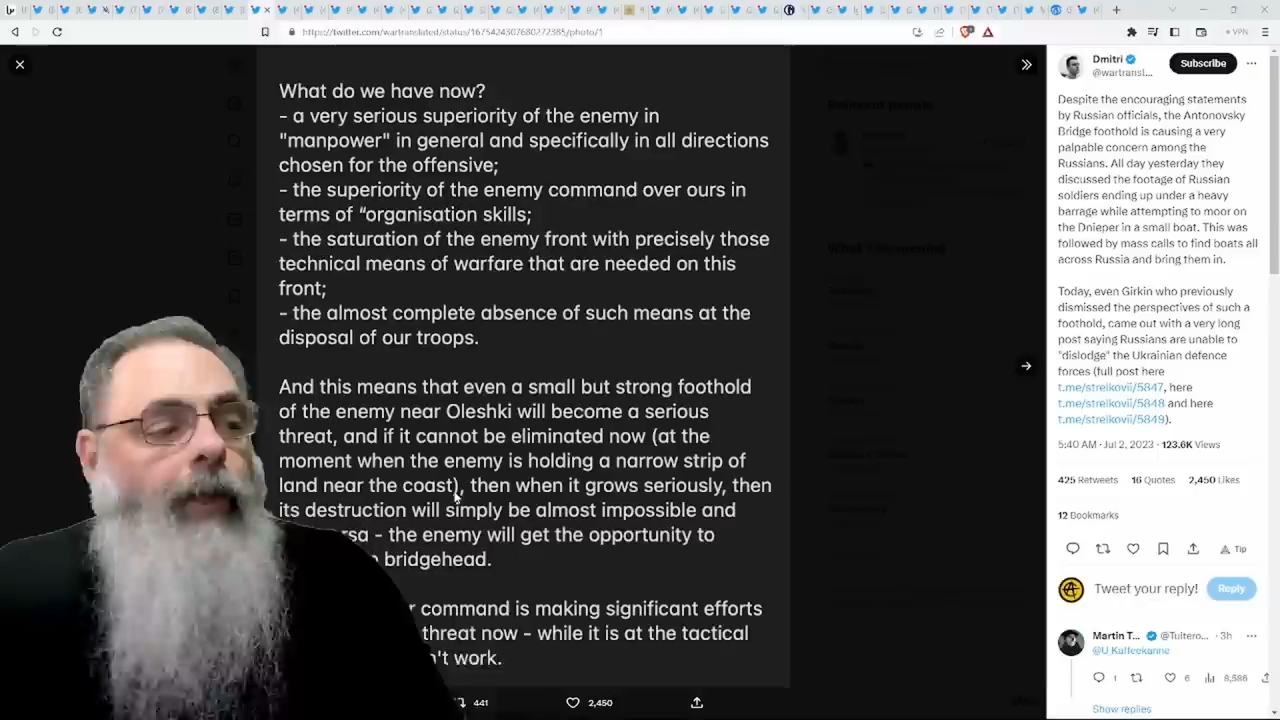 https://twitter.com/wartranslated/status/1675424307680272385/photo/1
VPN
What do we have now?
- a very serious superiority of the enemy in
"manpower" in general and specifically in all directions
chosen for the offensive;
- the superiority of the enemy command over ours in
terms of “organisation skills;
- the saturation of the enemy front with precisely those
technical means of warfare that are needed on this
front;
- the almost complete absence of such means at the
disposal of our troops.
And this means that even a small but strong foothold
of the enemy near Oleshki will become a serious
threat, and if it cannot be eliminated now (at the
moment when the enemy is holding a narrow strip of
land near the coast), then when it grows seriously, then
its destruction will simply be almost impossible and
- the enemy will get the opportunity to
bridgehead.
command is making significant efforts
threat now - while it is at the tactical
work.
441
2,450
Dmitri
@wartransl...
Subscribe
Despite the encouraging statements
by Russian officials, the Antonovsky
Bridge foothold is causing a very
palpable concern among the
Russians. All day yesterday they
discussed the footage of Russian
soldiers ending up under a heavy
barrage while attempting to moor on
the Dnieper in a small boat. This was
followed by mass calls to find boats all
across Russia and bring them in.
Today, even Girkin who previously
dismissed the perspectives of such a
foothold, came out with a very long
post saying Russians are unable to
"dislodge" the Ukrainian defence
forces (full post here
t.me/strelkovii/5847, here
t.me/strelkovii/5848 and here
t.me/strelkovii/5849).
5:40 AM · Jul 2, 2023 · 123.6K Views
425 Retweets 16 Quotes 2,450 Likes
12 Bookmarks
Tip
Tweet your reply!
Reply
Martin T... @Tuitero... · 3h
@U_Kaffeekanne
1 6 8,586
Show replies